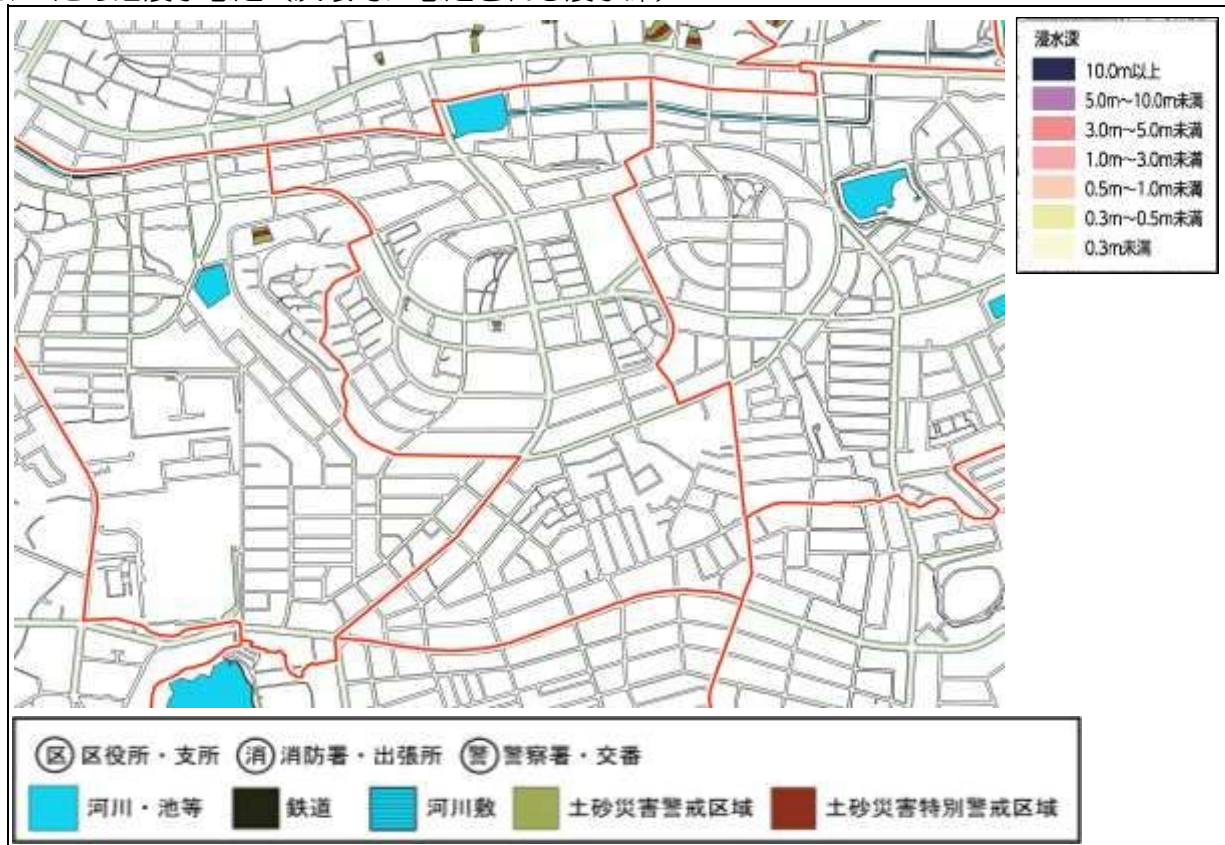 浸水深
10.0m以上
5.0m～10.0m未満
3.0m～5.0m未満
1.0m～3.0m未満
0.5m～1.0m未満
0.3m～0.5m未満
0.3m未満
警
区 区役所・支所 消 消防署・出張所 警 警察署・交番
河川・池等 鉄道 河川敷 土砂災害警戒区域 土砂災害特別警戒区域